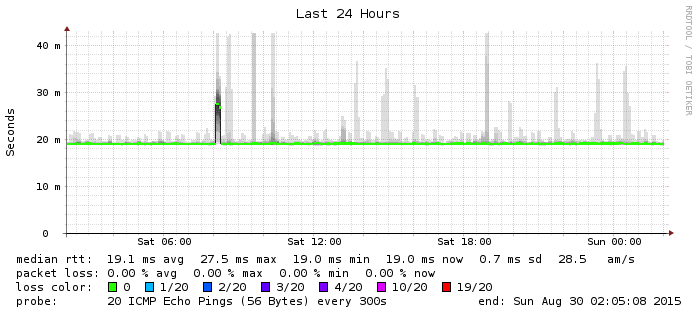 Last 24 Hours
RRDTOOL / TOBI OETIKER
Seconds
40 m
30 m
20 m
10 m
0
Sat 06:00 Sat 12:00 Sat 18:00 Sun 00:00
median rtt: 19.1 ms avg 27.5 ms max 19.0 ms min 19.0 ms now 0.7 ms sd 28.5 am/s
packet loss: 0.00 % avg 0.00 % max 0.00 % min 0.00 % now
loss color: 0 1/20 2/20 3/20 4/20 10/20 19/20
probe: 20 ICMP Echo Pings (56 Bytes) every 300s end: Sun Aug 30 02:05:08 2015